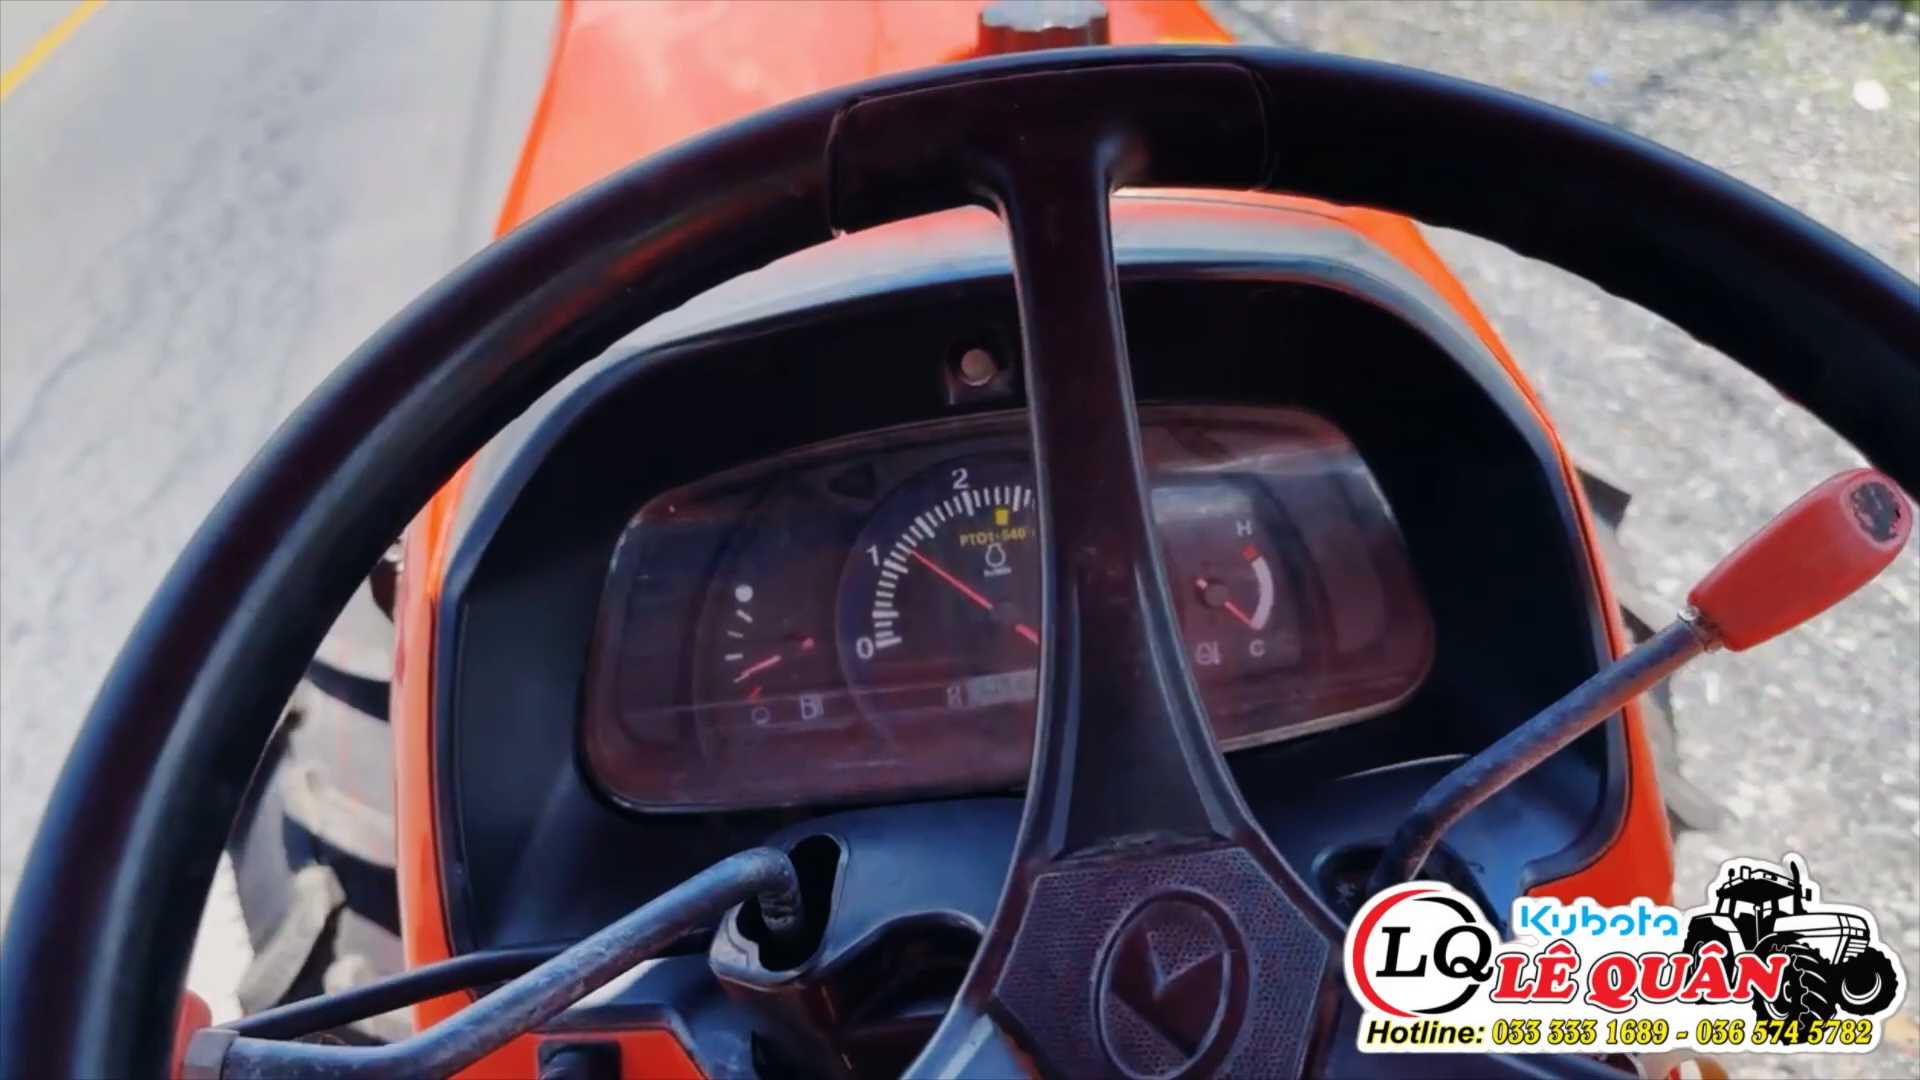 2
PTO1-540
1
0
H
C
LQ
Kubota
LÊ QUÂN
Hotline: 033 333 1689 - 036 574 5782